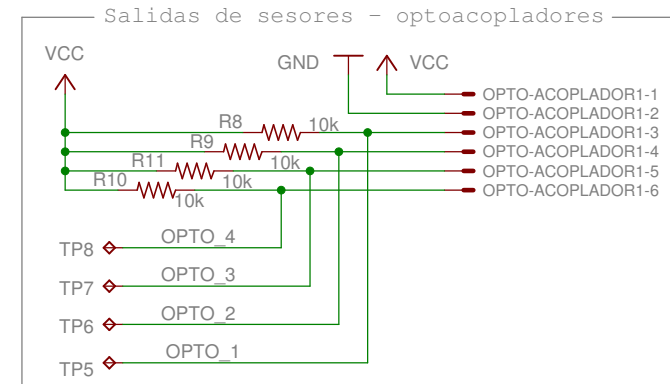 Salidas de sesores - optoacopladores
VCC
GND
VCC
OPTO-ACOPLADOR1-1
OPTO-ACOPLADOR1-2
R8
10k
OPTO-ACOPLADOR1-3
R9
10k
OPTO-ACOPLADOR1-4
R11
10k
OPTO-ACOPLADOR1-5
R10
10k
OPTO-ACOPLADOR1-6
TP8
OPTO_4
TP7
OPTO_3
TP6
OPTO_2
TP5
OPTO_1